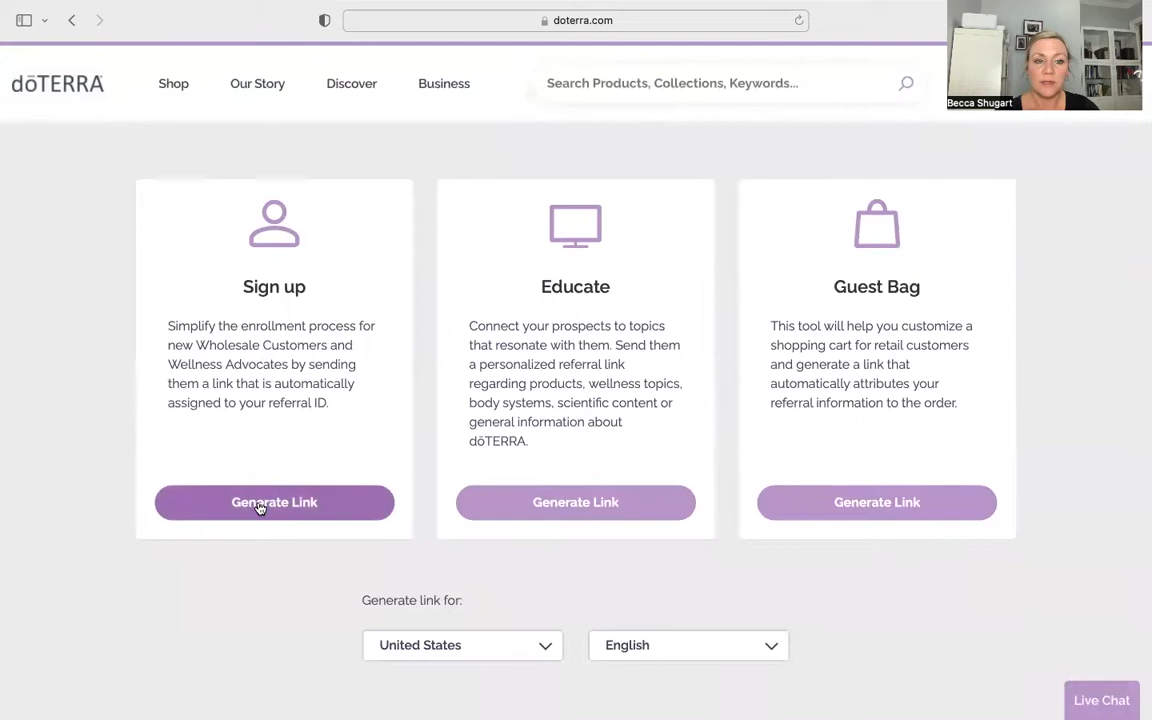 doterra.com
dōTERRA
Shop
Our Story
Discover
Business
Search Products, Collections, Keywords...
Becca Shugart
Sign up
Simplify the enrollment process for
new Wholesale Customers and
Wellness Advocates by sending
them a link that is automatically
assigned to your referral ID.
Generate Link
Educate
Connect your prospects to topics
that resonate with them. Send them
a personalized referral link
regarding products, wellness topics,
body systems, scientific content or
general information about
dōTERRA.
Generate Link
Guest Bag
This tool will help you customize a
shopping cart for retail customers
and generate a link that
automatically attributes your
referral information to the order.
Generate Link
Generate link for:
United States
English
Live Chat